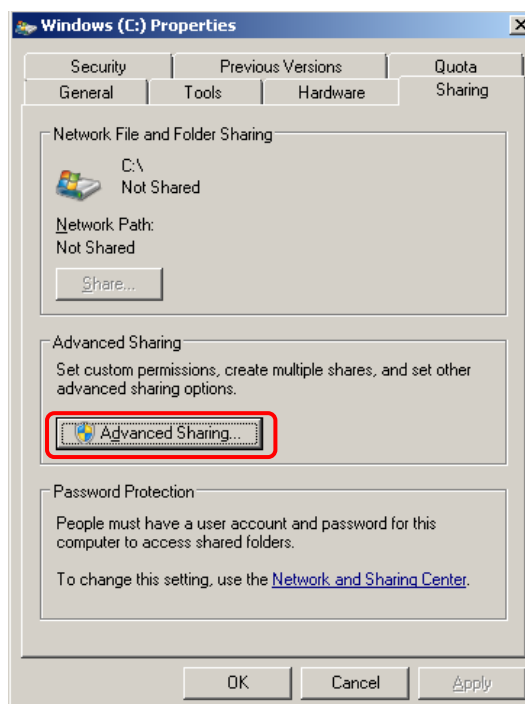 Windows (C:) Properties
Security
Previous Versions
Quota
General
Tools
Hardware
Sharing
Network File and Folder Sharing
C:\
Not Shared
Network Path:
Not Shared
Share...
Advanced Sharing
Set custom permissions, create multiple shares, and set other
advanced sharing options.
Advanced Sharing...
Password Protection
People must have a user account and password for this
computer to access shared folders.
To change this setting, use the Network and Sharing Center.
OK
Cancel
Apply